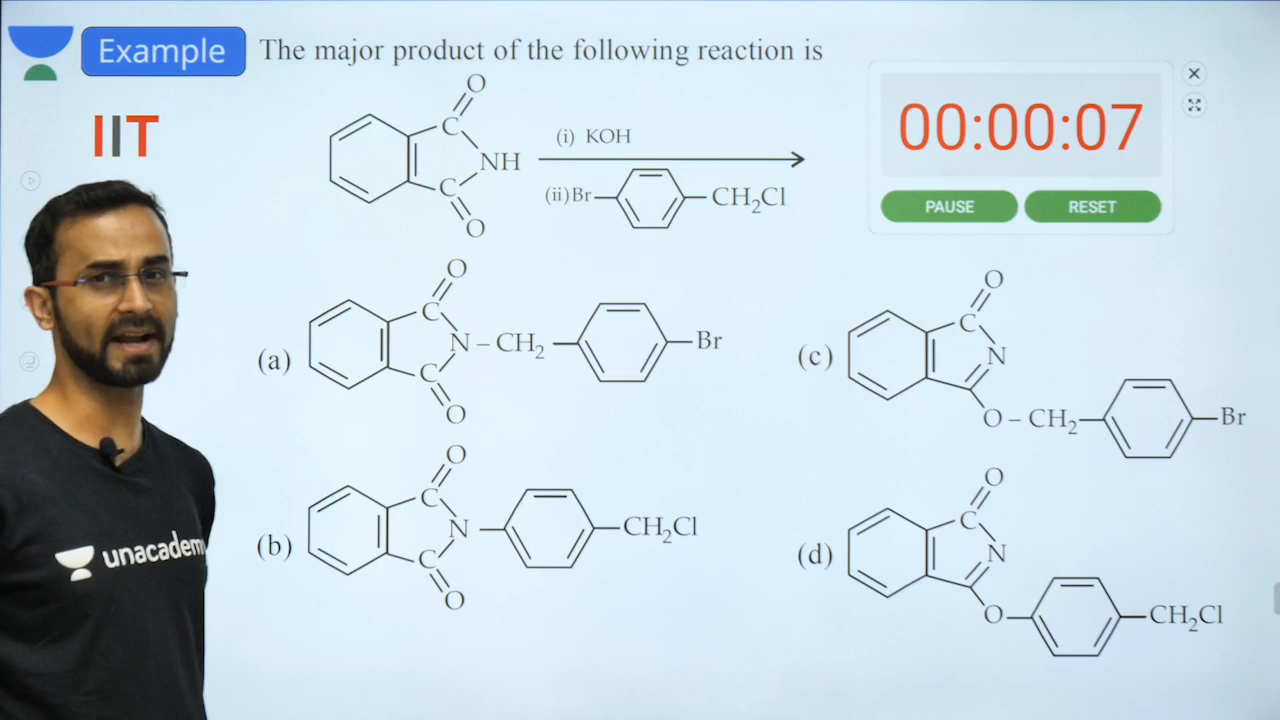 Example
The major product of the following reaction is
IIT
O
C
NH
C
O
(i) KOH
(ii) Br
CH₂Cl
00:00:07
PAUSE
RESET
(a)
O
C
N – CH₂
C
O
Br
(b)
O
C
N
C
O
CH₂Cl
(c)
O
C
N
O – CH₂
Br
(d)
O
C
N
O
CH₂Cl
unacadem